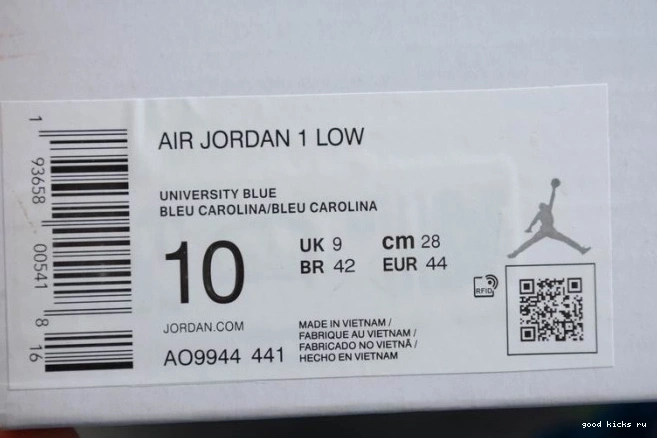 AIR JORDAN 1 LOW
UNIVERSITY BLUE
BLEU CAROLINA/BLEU CAROLINA
10
UK 9 cm 28
BR 42 EUR 44
RFID
JORDAN.COM
AO9944 441
MADE IN VIETNAM /
FABRIQUE AU VIETNAM /
FABRICADO NO VIETNÃ /
HECHO EN VIETNAM
1 93658 00541 8 16
good kicks ru